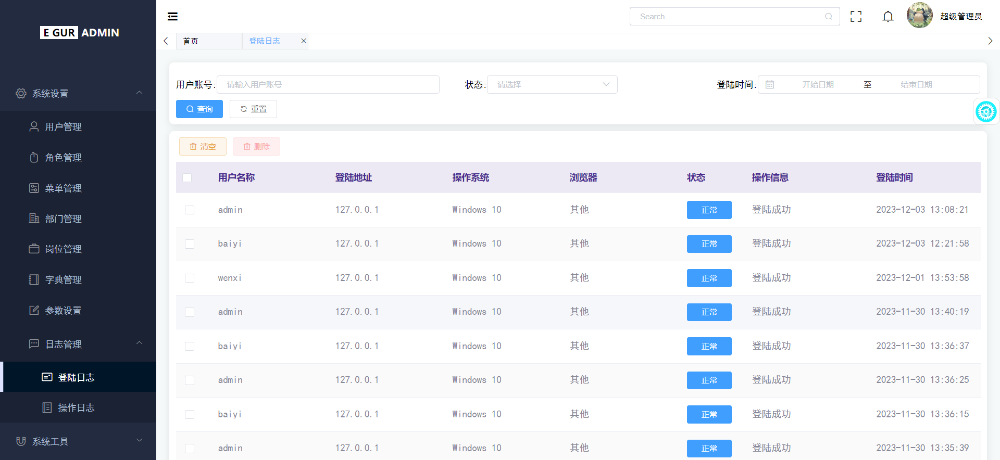 E GUR ADMIN
系统设置
用户管理
角色管理
菜单管理
部门管理
岗位管理
字典管理
参数设置
日志管理
登陆日志
操作日志
系统工具
Search...
超级管理员
首页 登陆日志
用户账号: 请输入用户账号 状态: 请选择 登陆时间: 开始日期 至 结束日期
查询 重置
清空 删除
用户名称 登陆地址 操作系统 浏览器 状态 操作信息 登陆时间
admin 127.0.0.1 Windows 10 其他 正常 登陆成功 2023-12-03 13:08:21
baiyi 127.0.0.1 Windows 10 其他 正常 登陆成功 2023-12-03 12:21:58
wenxi 127.0.0.1 Windows 10 其他 正常 登陆成功 2023-12-01 13:53:58
admin 127.0.0.1 Windows 10 其他 正常 登陆成功 2023-11-30 13:40:19
baiyi 127.0.0.1 Windows 10 其他 正常 登陆成功 2023-11-30 13:36:37
admin 127.0.0.1 Windows 10 其他 正常 登陆成功 2023-11-30 13:36:25
baiyi 127.0.0.1 Windows 10 其他 正常 登陆成功 2023-11-30 13:36:15
admin 127.0.0.1 Windows 10 其他 正常 登陆成功 2023-11-30 13:35:39